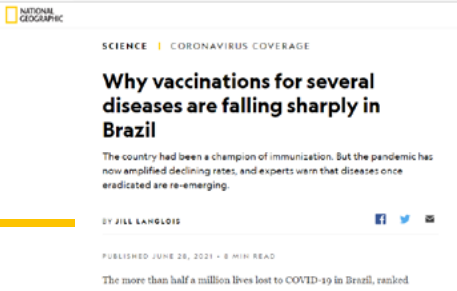 NATIONAL
GEOGRAPHIC
SCIENCE | CORONAVIRUS COVERAGE
Why vaccinations for several
diseases are falling sharply in
Brazil
The country had been a champion of immunization. But the pandemic has
now amplified declining rates, and experts warn that diseases once
eradicated are re-emerging.
BY JILL LANGLOIS
PUBLISHED JUNE 28, 2021 • 8 MIN READ
The more than half a million lives lost to COVID-19 in Brazil, ranked